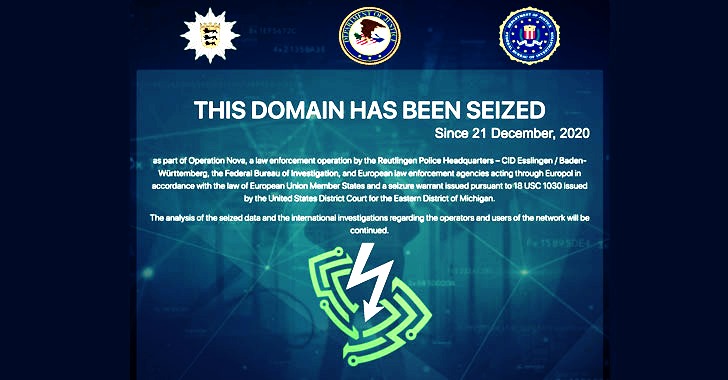 THIS DOMAIN HAS BEEN SEIZED
Since 21 December, 2020
as part of Operation Nova, a law enforcement operation by the Reutlingen Police Headquarters – CID Esslingen / Baden-
Württemberg, the Federal Bureau of Investigation, and European law enforcement agencies acting through Europol in
accordance with the law of European Union Member States and a seizure warrant issued pursuant to 18 USC 1030 issued
by the United States District Court for the Eastern District of Michigan.
The analysis of the seized data and the international investigations regarding the operators and users of the network will be
continued.